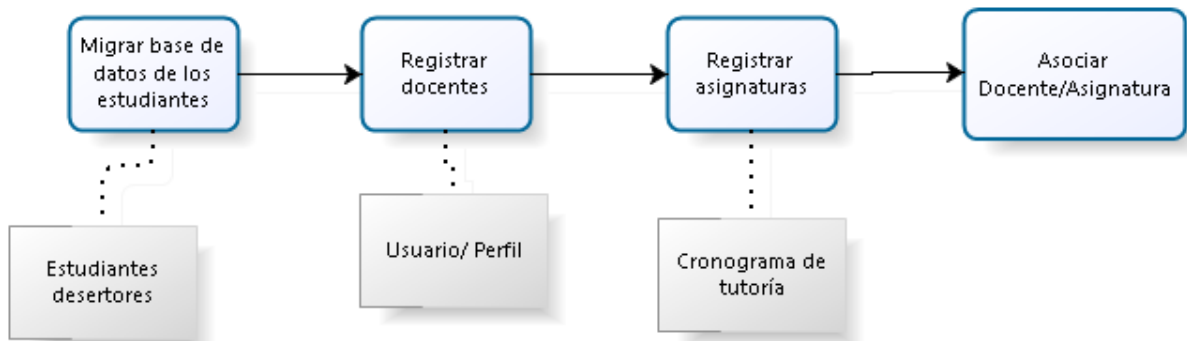 Migrar base de
datos de los
estudiantes
Registrar
docentes
Registrar
asignaturas
Asociar
Docente/Asignatura
Estudiantes
desertores
Usuario/ Perfil
Cronograma de
tutoría